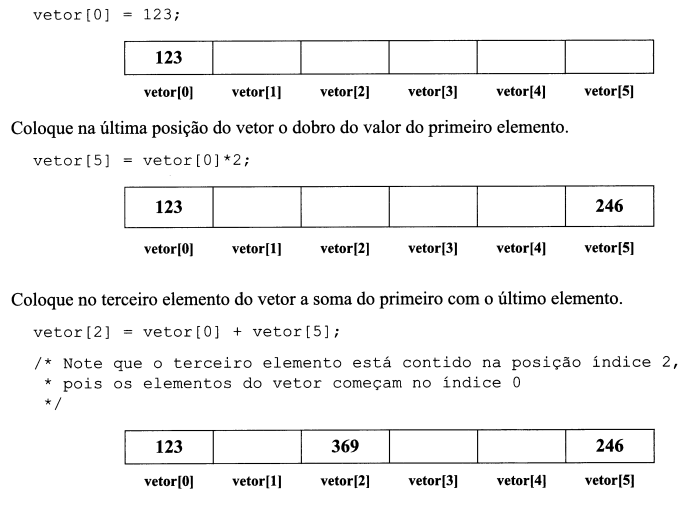 vetor[0] = 123;
123
vetor[0] vetor[1] vetor[2] vetor[3] vetor[4] vetor[5]
Coloque na última posição do vetor o dobro do valor do primeiro elemento.
vetor[5] = vetor[0]*2;
123 246
vetor[0] vetor[1] vetor[2] vetor[3] vetor[4] vetor[5]
Coloque no terceiro elemento do vetor a soma do primeiro com o último elemento.
vetor[2] = vetor[0] + vetor[5];
/* Note que o terceiro elemento está contido na posição índice 2,
* pois os elementos do vetor começam no índice 0
*/
123 369 246
vetor[0] vetor[1] vetor[2] vetor[3] vetor[4] vetor[5]